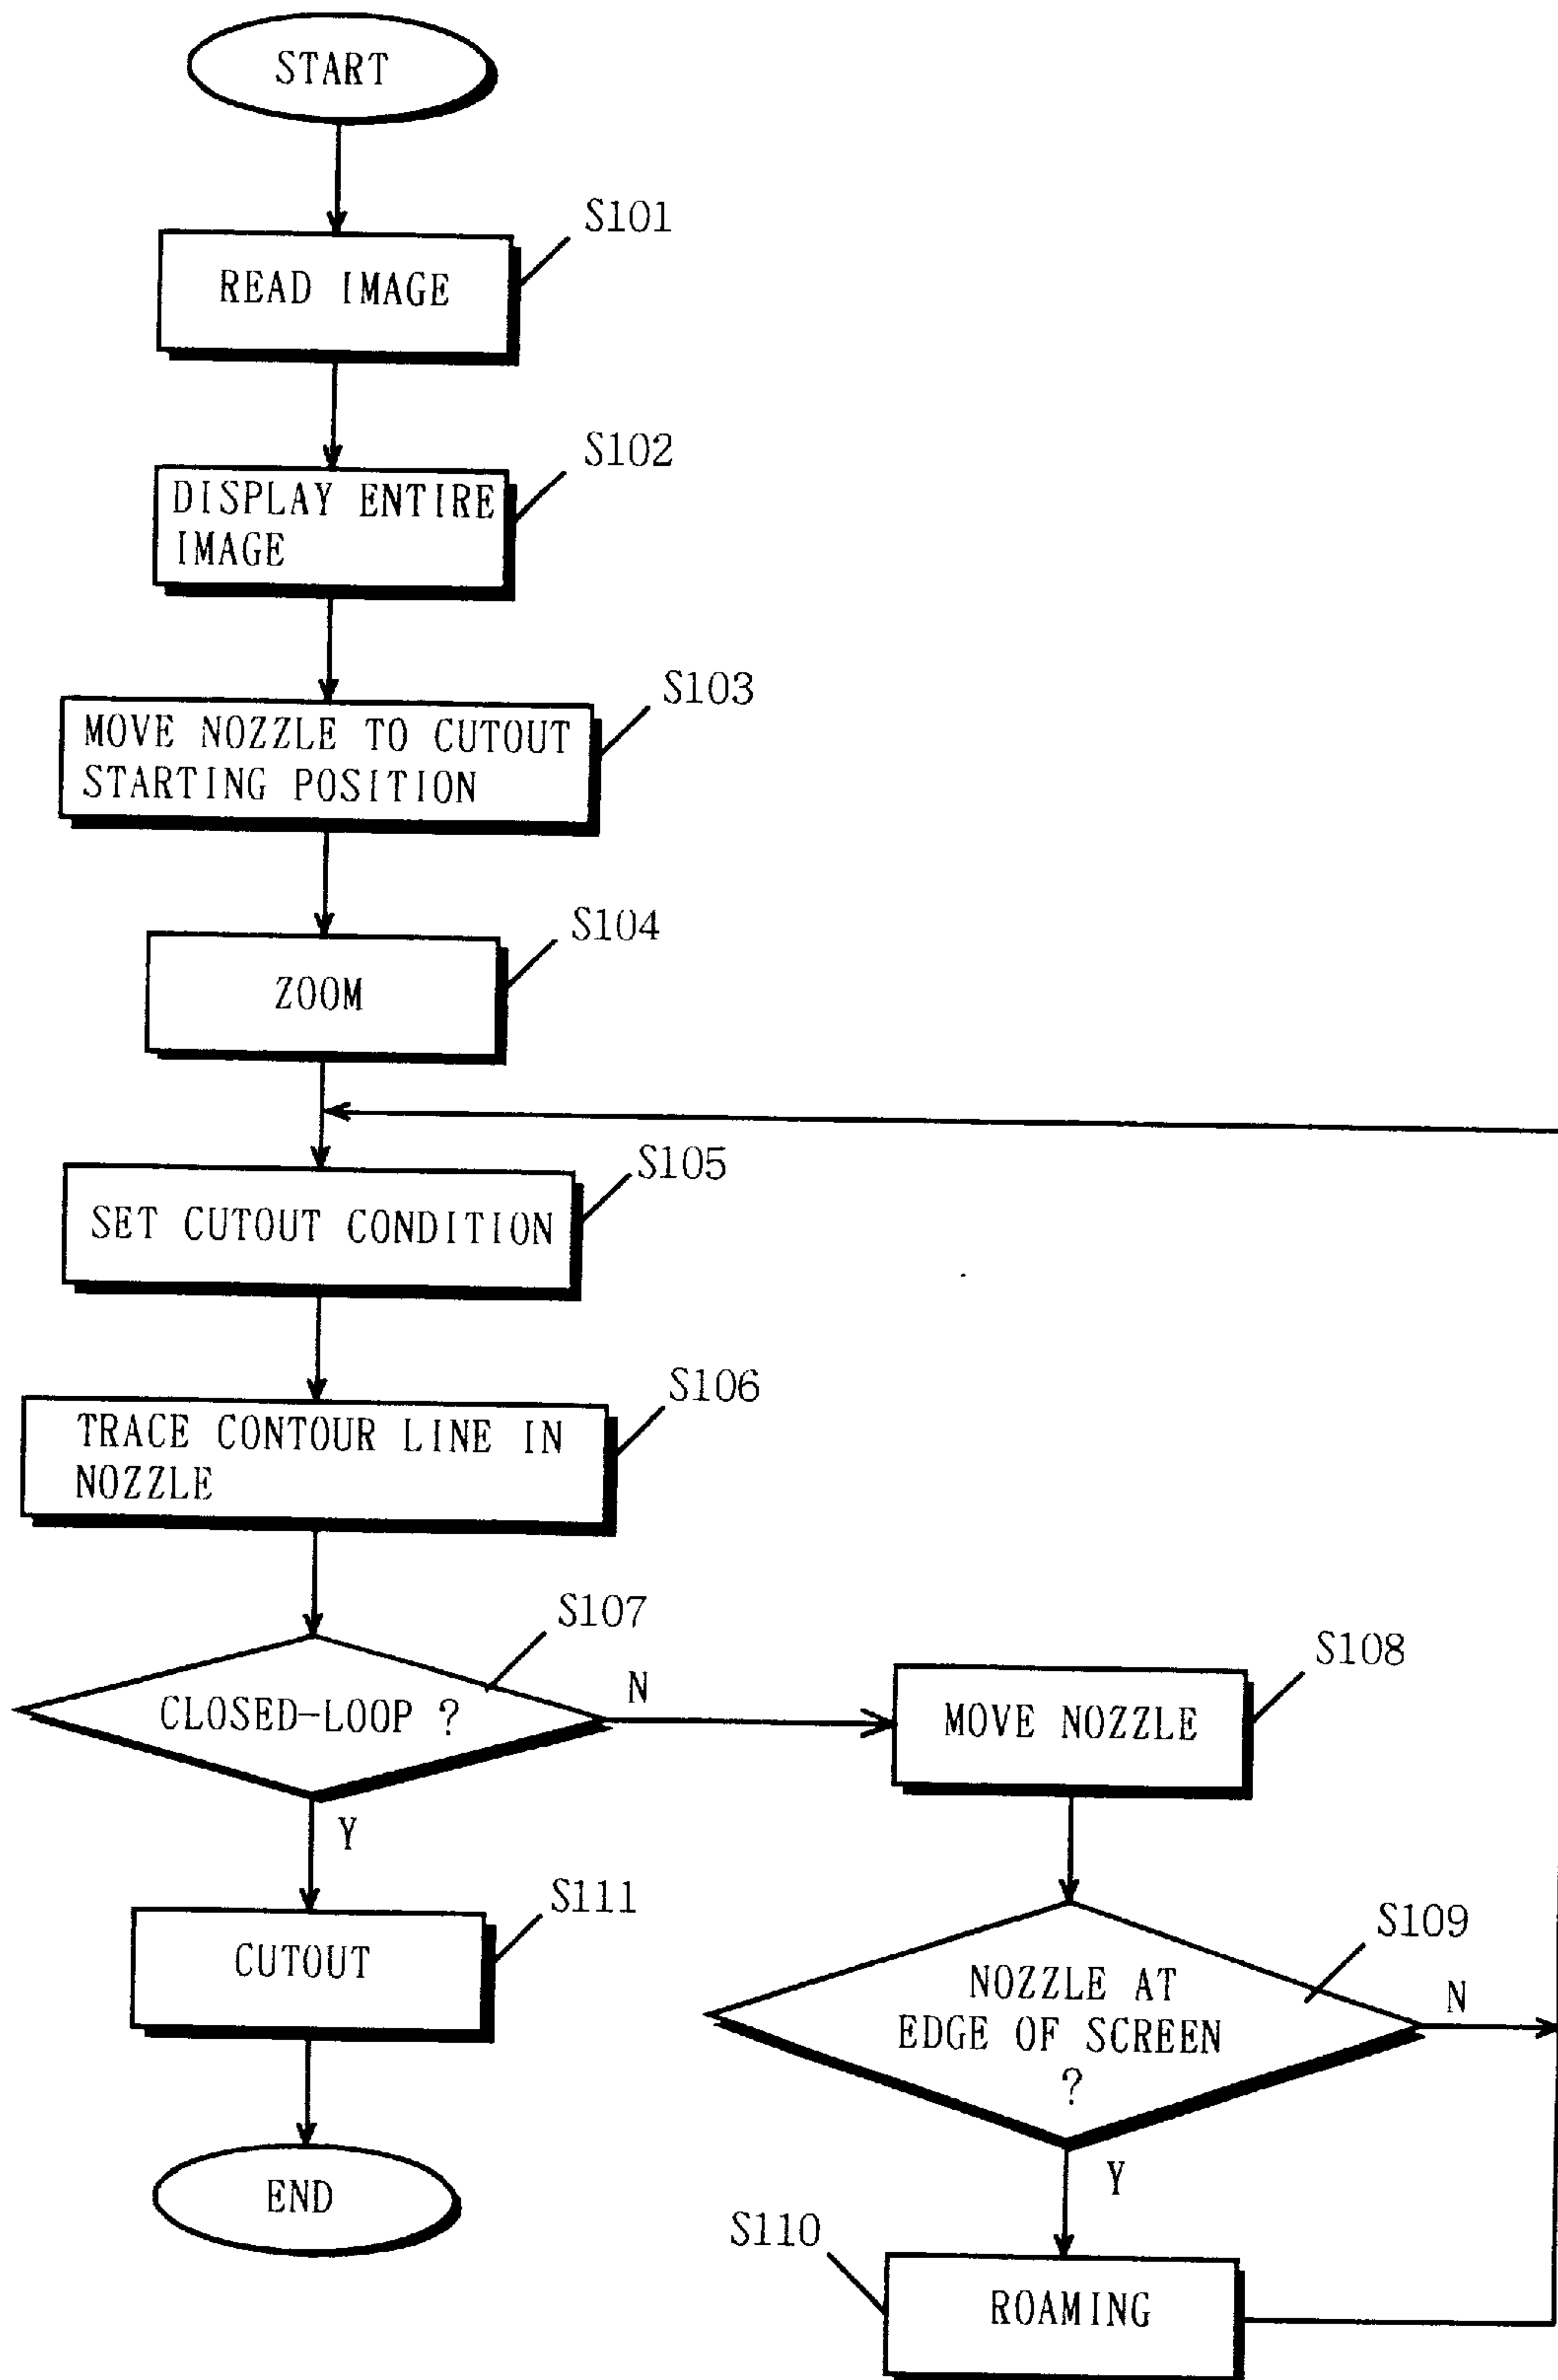 START
S101
READ IMAGE
S102
DISPLAY ENTIRE
IMAGE
S103
MOVE NOZZLE TO CUTOUT
STARTING POSITION
S104
ZOOM
S105
SET CUTOUT CONDITION
S106
TRACE CONTOUR LINE IN
NOZZLE
S107
CLOSED-LOOP ?
N
Y
S108
MOVE NOZZLE
S109
NOZZLE AT
EDGE OF SCREEN
?
N
Y
S110
ROAMING
S111
CUTOUT
END